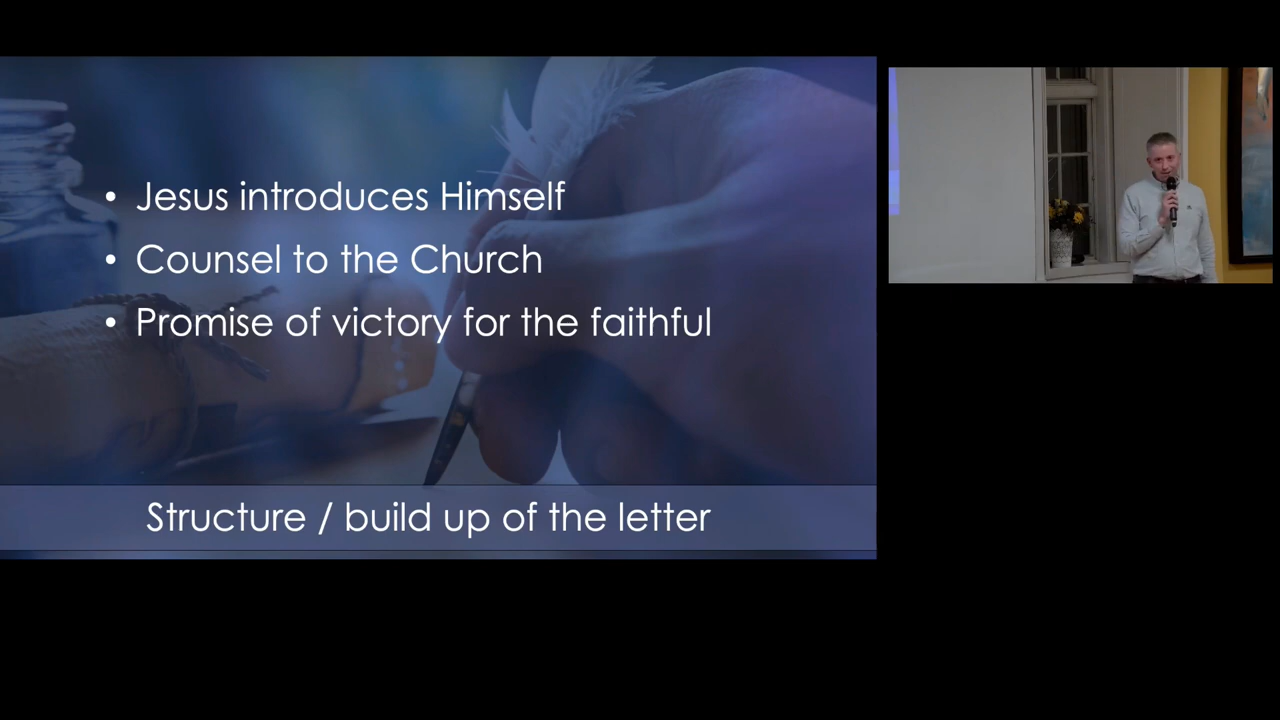 • Jesus introduces Himself
• Counsel to the Church
• Promise of victory for the faithful
Structure / build up of the letter